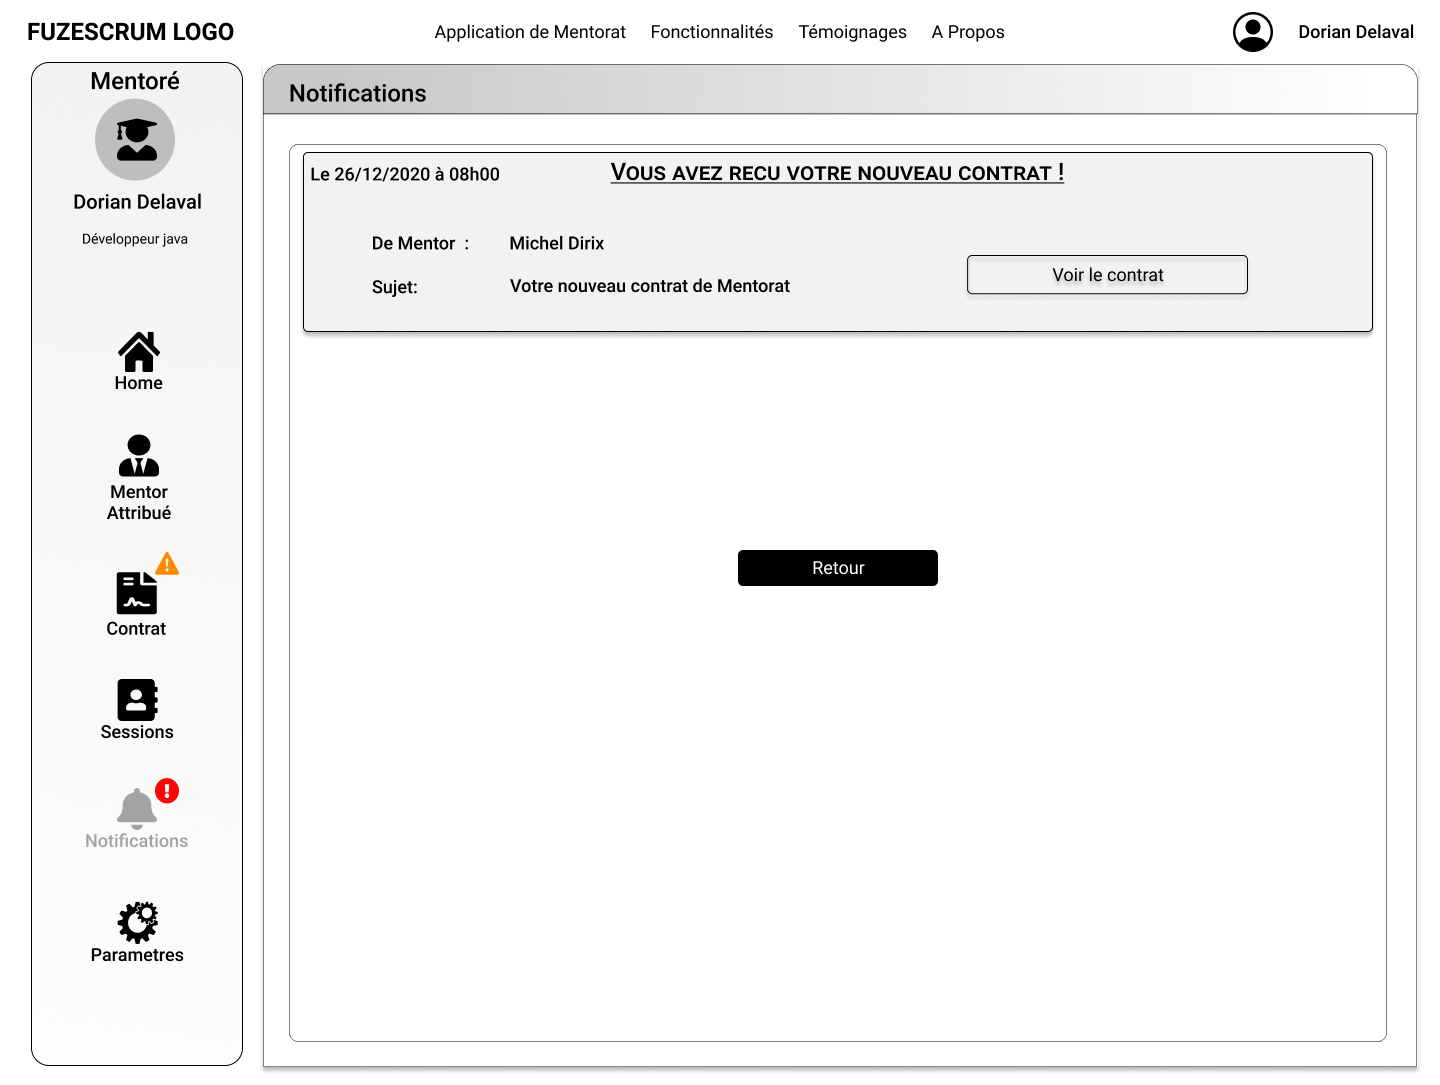 FUZESCRUM LOGO
Application de Mentorat Fonctionnalités Témoignages A Propos
Dorian Delaval
Mentoré
Dorian Delaval
Développeur java
Home
Mentor
Attribué
Contrat
Sessions
Notifications
Parametres
Notifications
Le 26/12/2020 à 08h00
VOUS AVEZ RECU VOTRE NOUVEAU CONTRAT !
De Mentor : Michel Dirix
Sujet: Votre nouveau contrat de Mentorat
Voir le contrat
Retour